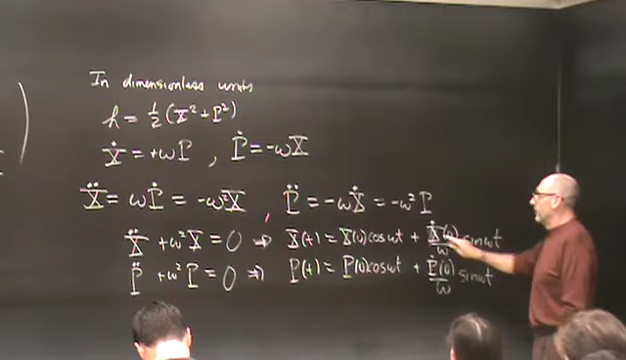 In dimensionless units
h = ½(X² + P²)
Ẋ = +ωP , Ṗ = -ωX
Ẍ = ωṖ = -ω²X , P̈ = -ωẊ = -ω²P
Ẍ + ω²X = 0 ⇒ X(t) = X(0)cosωt + Ẋ(0)/ω sinωt
P̈ + ω²P = 0 ⇒ P(t) = P(0)cosωt + Ṗ(0)/ω sinωt